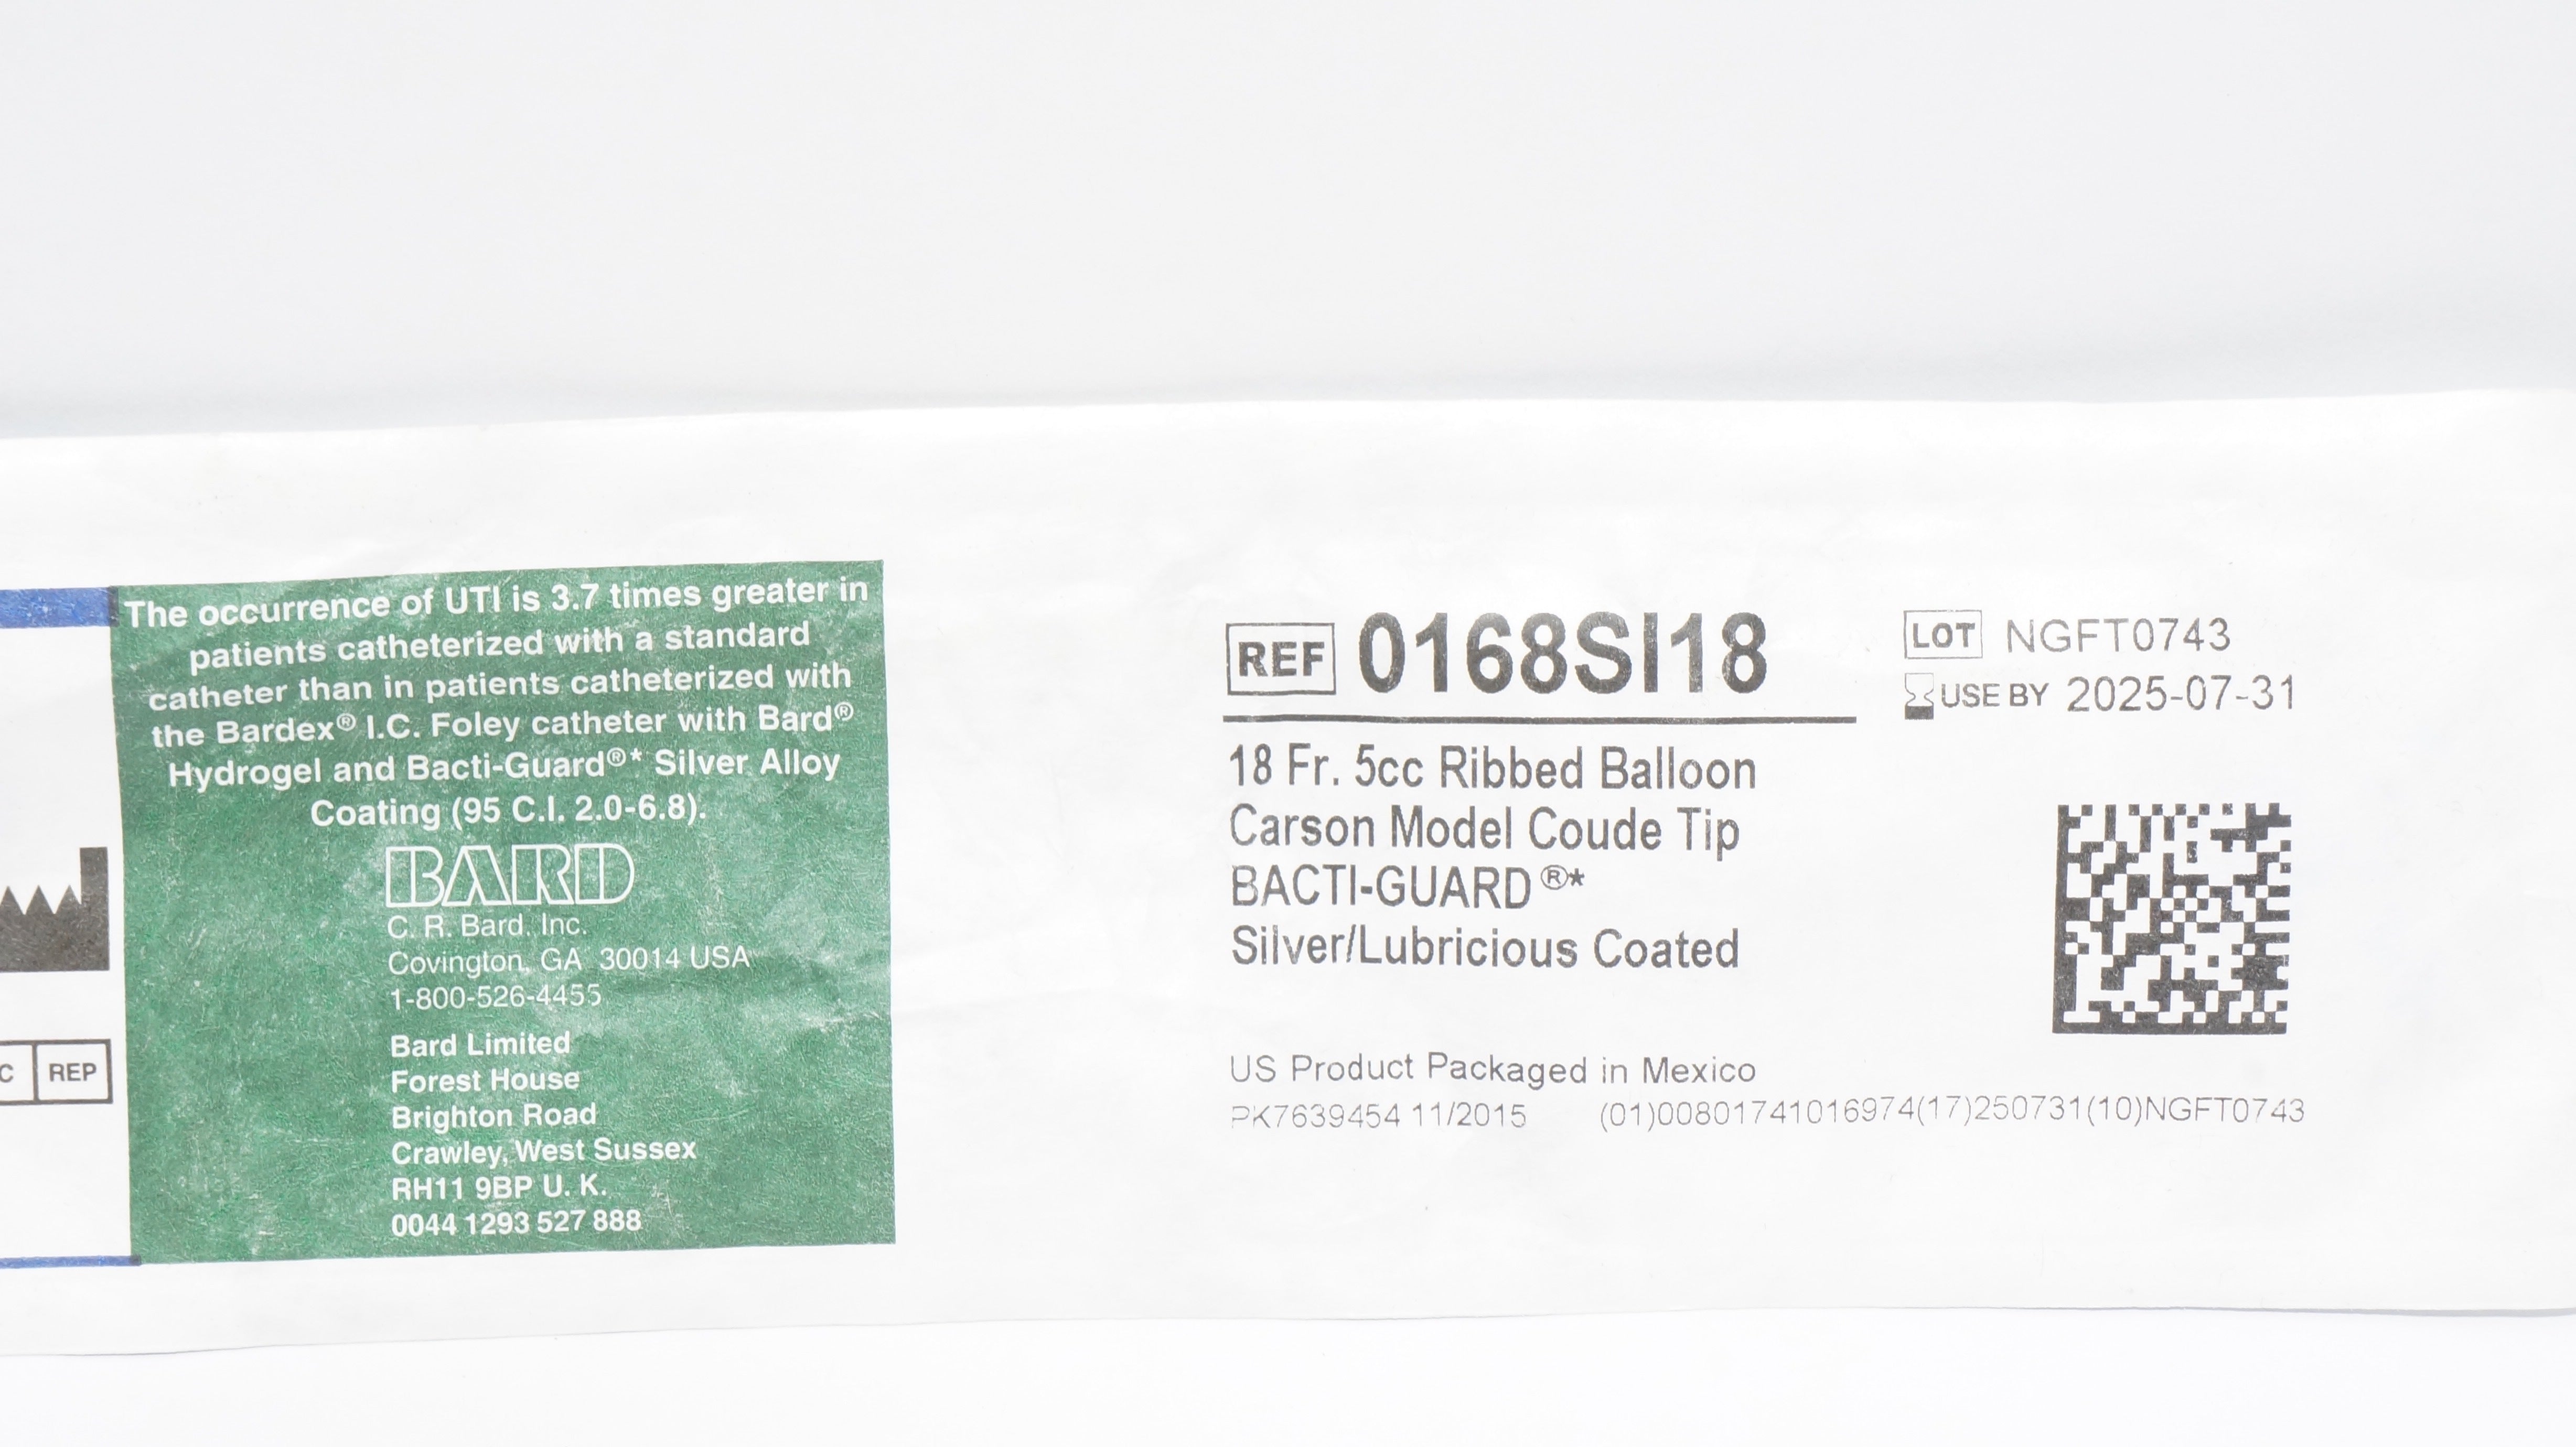 The occurrence of UTI is 3.7 times greater in
patients catheterized with a standard
catheter than in patients catheterized with
the Bardex® I.C. Foley catheter with Bard®
Hydrogel and Bacti-Guard®* Silver Alloy
Coating (95 C.I. 2.0-6.8).
BARD
C. R. Bard, Inc.
Covington, GA 30014 USA
1-800-526-4455
C REP
Bard Limited
Forest House
Brighton Road
Crawley, West Sussex
RH11 9BP U. K.
0044 1293 527 888
REF 0168SI18
18 Fr. 5cc Ribbed Balloon
Carson Model Coude Tip
BACTI-GUARD®*
Silver/Lubricious Coated
LOT NGFT0743
USE BY 2025-07-31
US Product Packaged in Mexico
PK7639454 11/2015 (01)00801741016974(17)250731(10)NGFT0743